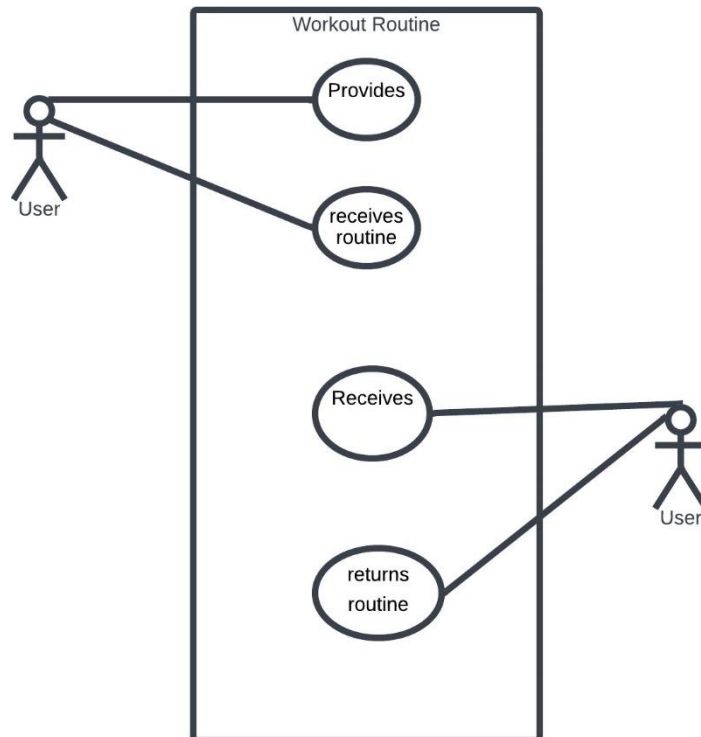 Workout Routine
Provides
User
receives
routine
Receives
User
returns
routine